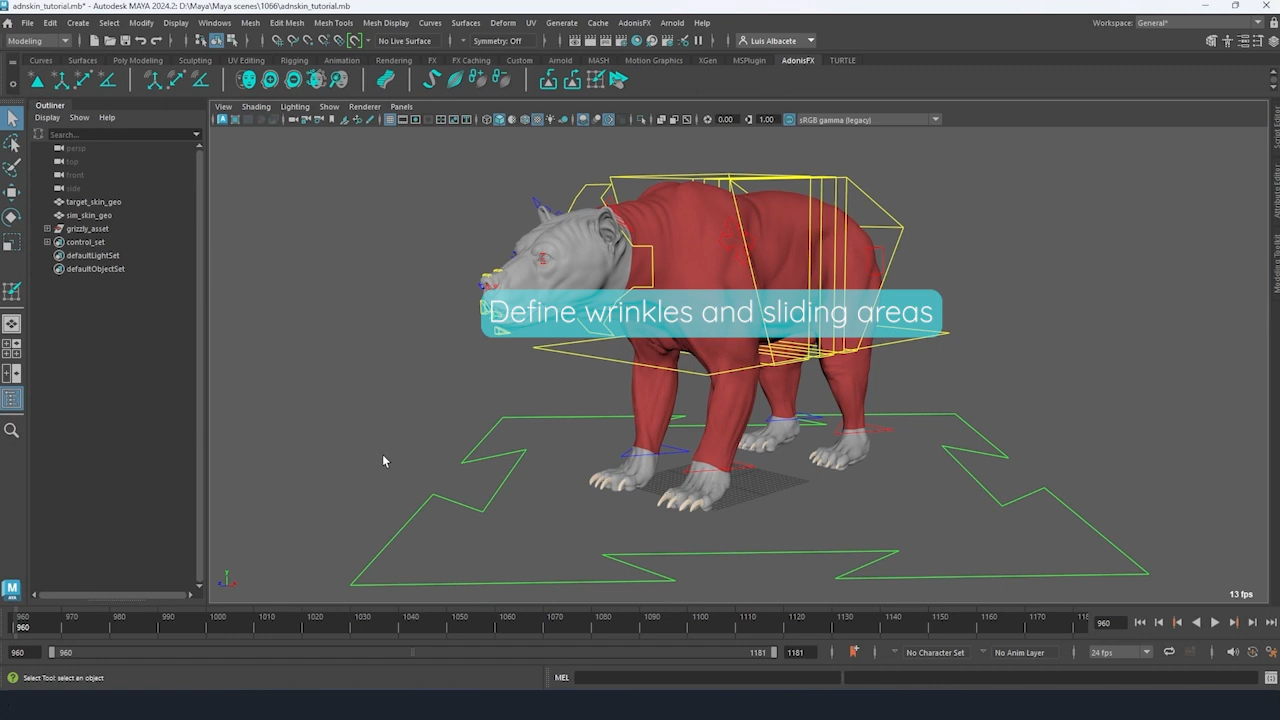 adnskin_tutorial.mb* - Autodesk MAYA 2024.2: D:\Maya\Maya scenes\1066\adnskin_tutorial.mb
File Edit Create Select Modify Display Windows Mesh Edit Mesh Mesh Tools Mesh Display Curves Surfaces Deform UV Generate Cache AdonisFX Arnold Help
Workspace: General*
Modeling
No Live Surface
Symmetry: Off
Luis Albacete
Curves Surfaces Poly Modeling Sculpting UV Editing Rigging Animation Rendering FX FX Caching Custom Arnold MASH Motion Graphics XGen MSPlugin AdonisFX TURTLE
Outliner
Display Show Help
Search...
persp
top
front
side
target_skin_geo
sim_skin_geo
grizzly_asset
control_set
defaultLightSet
defaultObjectSet
View Shading Lighting Show Renderer Panels
0.00 1.00 sRGB gamma (legacy)
Define wrinkles and sliding areas
13 fps
960 970 980 990 1000 1010 1020 1030 1040 1050 1060 1070 1080 1090 1100 1110 1120 1130 1140 1150 1160 1170 118
960
960
960 960 1181 1181
No Character Set
No Anim Layer
24 fps
Select Tool: select an object
MEL